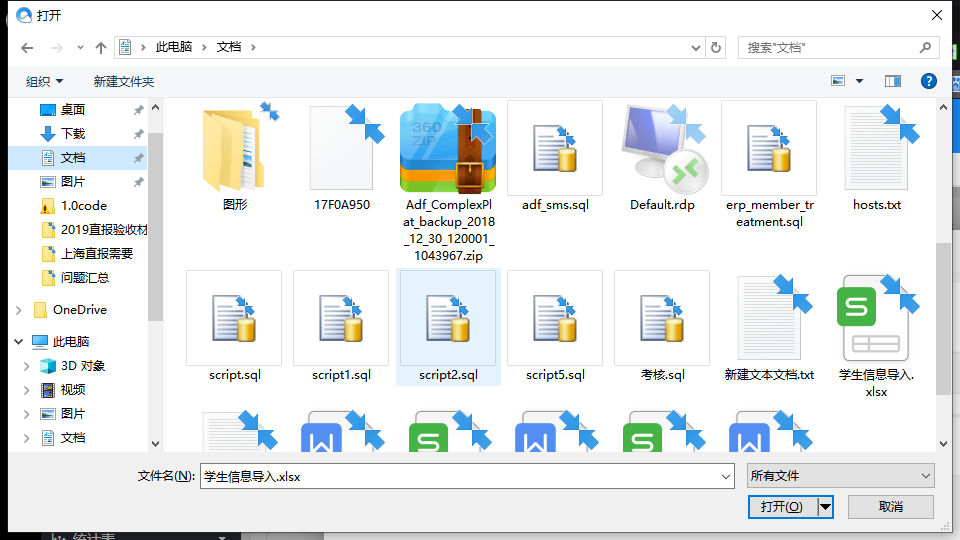 打开
此电脑
文档
搜索"文档"
组织
新建文件夹
桌面
下载
文档
图片
1.0code
2019直报验收材
上海直报需要
问题汇总
OneDrive
此电脑
3D 对象
视频
图片
文档
图形
17F0A950
360
ZIP
Adf_ComplexPl
at_backup_2018
_12_30_120001_
1043967.zip
adf_sms.sql
Default.rdp
erp_member_tr
eatment.sql
hosts.txt
script.sql
script1.sql
script2.sql
script5.sql
考核.sql
新建文本文档.txt
S
学生信息导入.
xlsx
W
S
W
S
W
文件名(N):
学生信息导入.xlsx
所有文件
打开(O)
取消
统计表